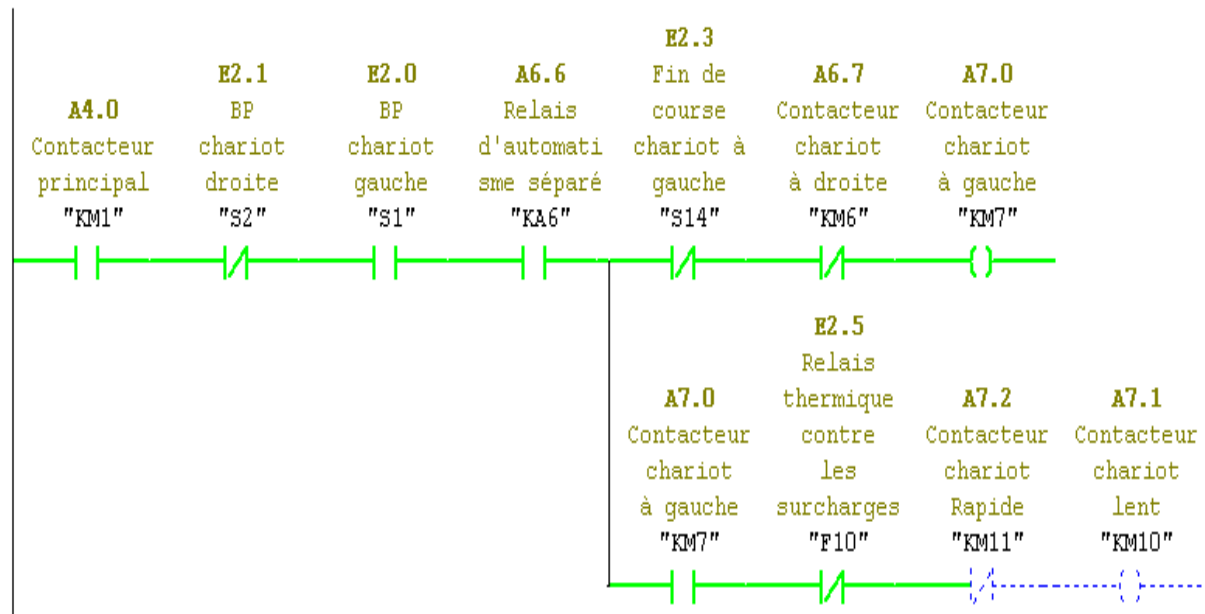 A4.0
Contacteur
principal
"KM1"
E2.1
BP
chariot
droite
"S2"
E2.0
BP
chariot
gauche
"S1"
A6.6
Relais
d'automati
sme séparé
"KA6"
E2.3
Fin de
course
chariot à
gauche
"S14"
A6.7
Contacteur
chariot
à droite
"KM6"
A7.0
Contacteur
chariot
à gauche
"KM7"
A7.0
Contacteur
chariot
à gauche
"KM7"
E2.5
Relais
thermique
contre
les
surcharges
"F10"
A7.2
Contacteur
chariot
Rapide
"KM11"
A7.1
Contacteur
chariot
lent
"KM10"